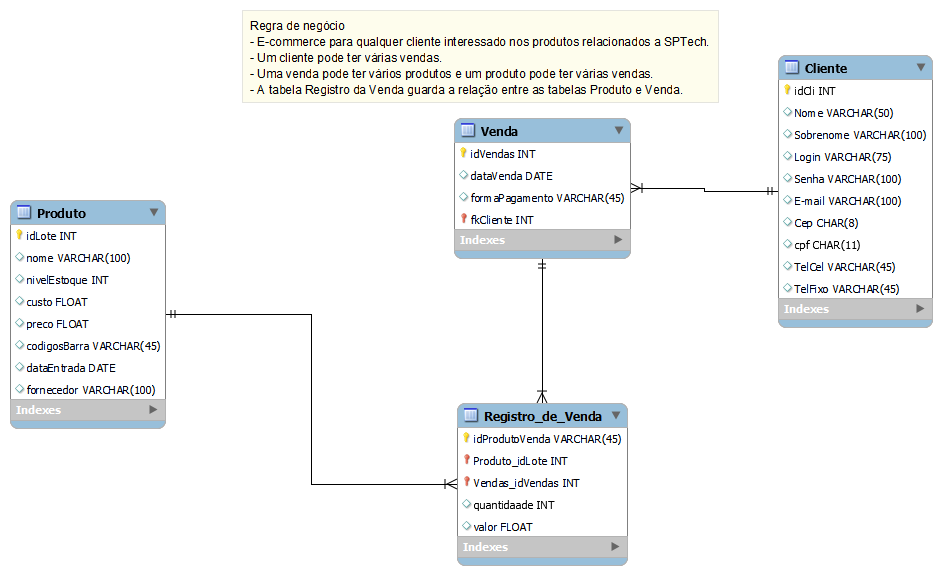 Regra de negócio
- E-commerce para qualquer cliente interessado nos produtos relacionados a SPTech.
- Um cliente pode ter várias vendas.
- Uma venda pode ter vários produtos e um produto pode ter várias vendas.
- A tabela Registro da Venda guarda a relação entre as tabelas Produto e Venda.
Cliente
idCli INT
Nome VARCHAR(50)
Sobrenome VARCHAR(100)
Login VARCHAR(75)
Senha VARCHAR(100)
E-mail VARCHAR(100)
Cep CHAR(8)
cpf CHAR(11)
TelCel VARCHAR(45)
TelFixo VARCHAR(45)
Indexes
Venda
idVendas INT
dataVenda DATE
formaPagamento VARCHAR(45)
fkCliente INT
Indexes
Produto
idLote INT
nome VARCHAR(100)
nivelEstoque INT
custo FLOAT
preco FLOAT
codigosBarra VARCHAR(45)
dataEntrada DATE
fornecedor VARCHAR(100)
Indexes
Registro_de_Venda
idProdutoVenda VARCHAR(45)
Produto_idLote INT
Vendas_idVendas INT
quantidaade INT
valor FLOAT
Indexes